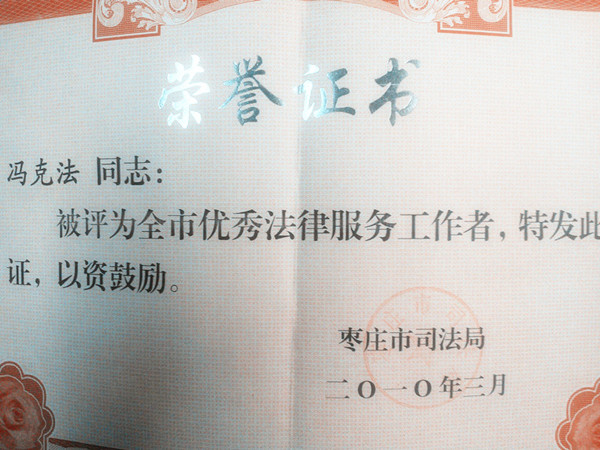 荣誉证书
冯克法 同志：
被评为全市优秀法律服务工作者，特发此
证，以资鼓励。
枣庄市司法局
二〇一〇年三月